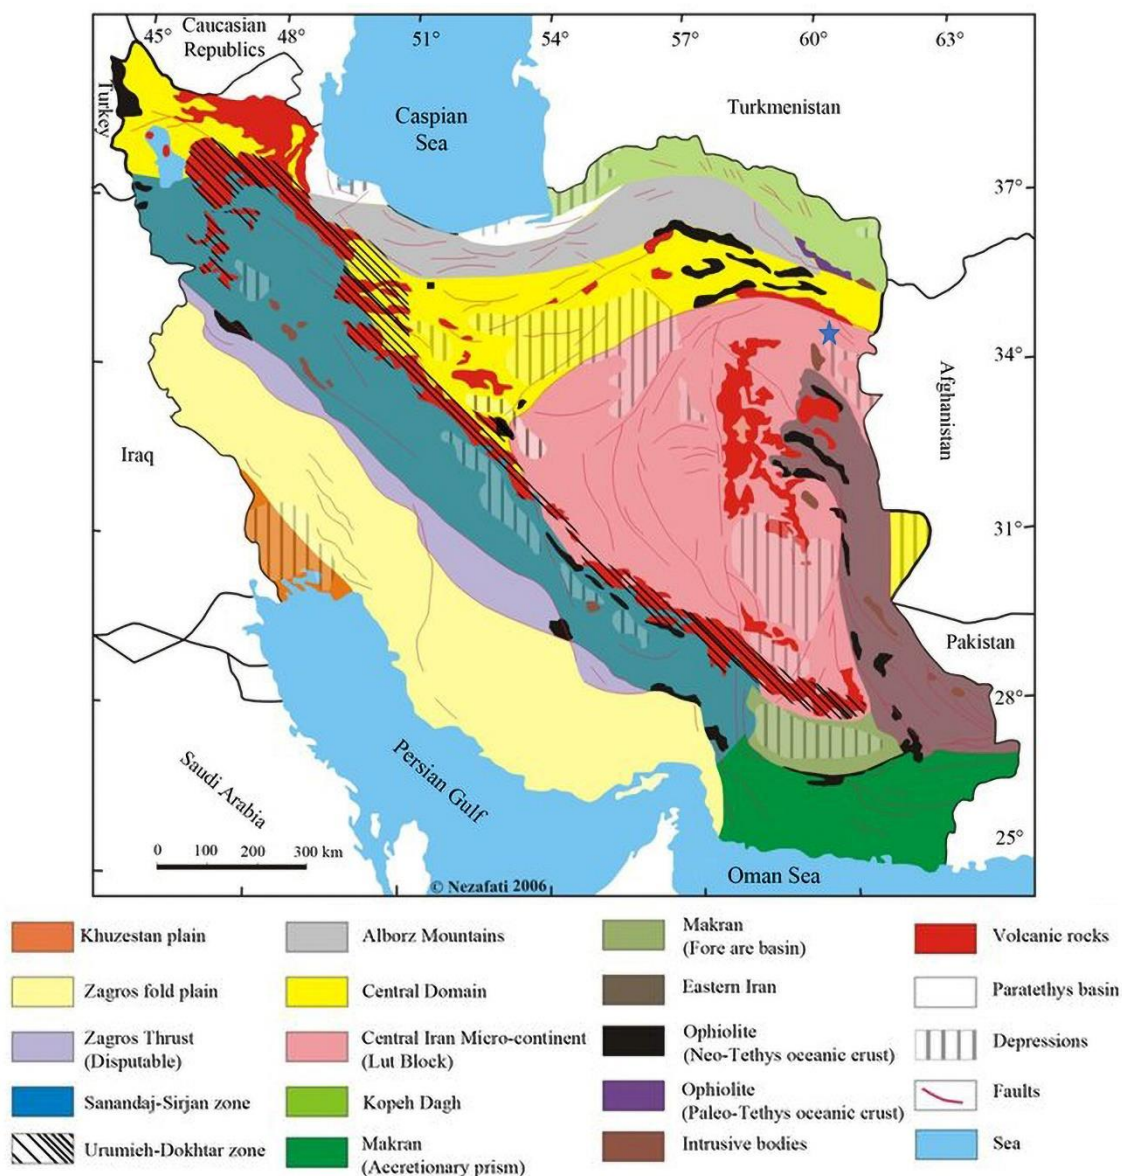 45°
Caucasian
Republics
48°
51°
54°
57°
60°
63°
Turkey
Caspian
Sea
Turkmenistan
37°
34°
Afghanistan
Iraq
31°
Pakistan
28°
Saudi Arabia
Persian Gulf
25°
0 100 200 300 km
© Nezafati 2006
Oman Sea
Khuzestan plain
Zagros fold plain
Zagros Thrust
(Disputable)
Sanandaj-Sirjan zone
Urumieh-Dokhtar zone
Alborz Mountains
Central Domain
Central Iran Micro-continent
(Lut Block)
Kopeh Dagh
Makran
(Accretionary prism)
Makran
(Fore are basin)
Eastern Iran
Ophiolite
(Neo-Tethys oceanic crust)
Ophiolite
(Paleo-Tethys oceanic crust)
Intrusive bodies
Volcanic rocks
Paratethys basin
Depressions
Faults
Sea